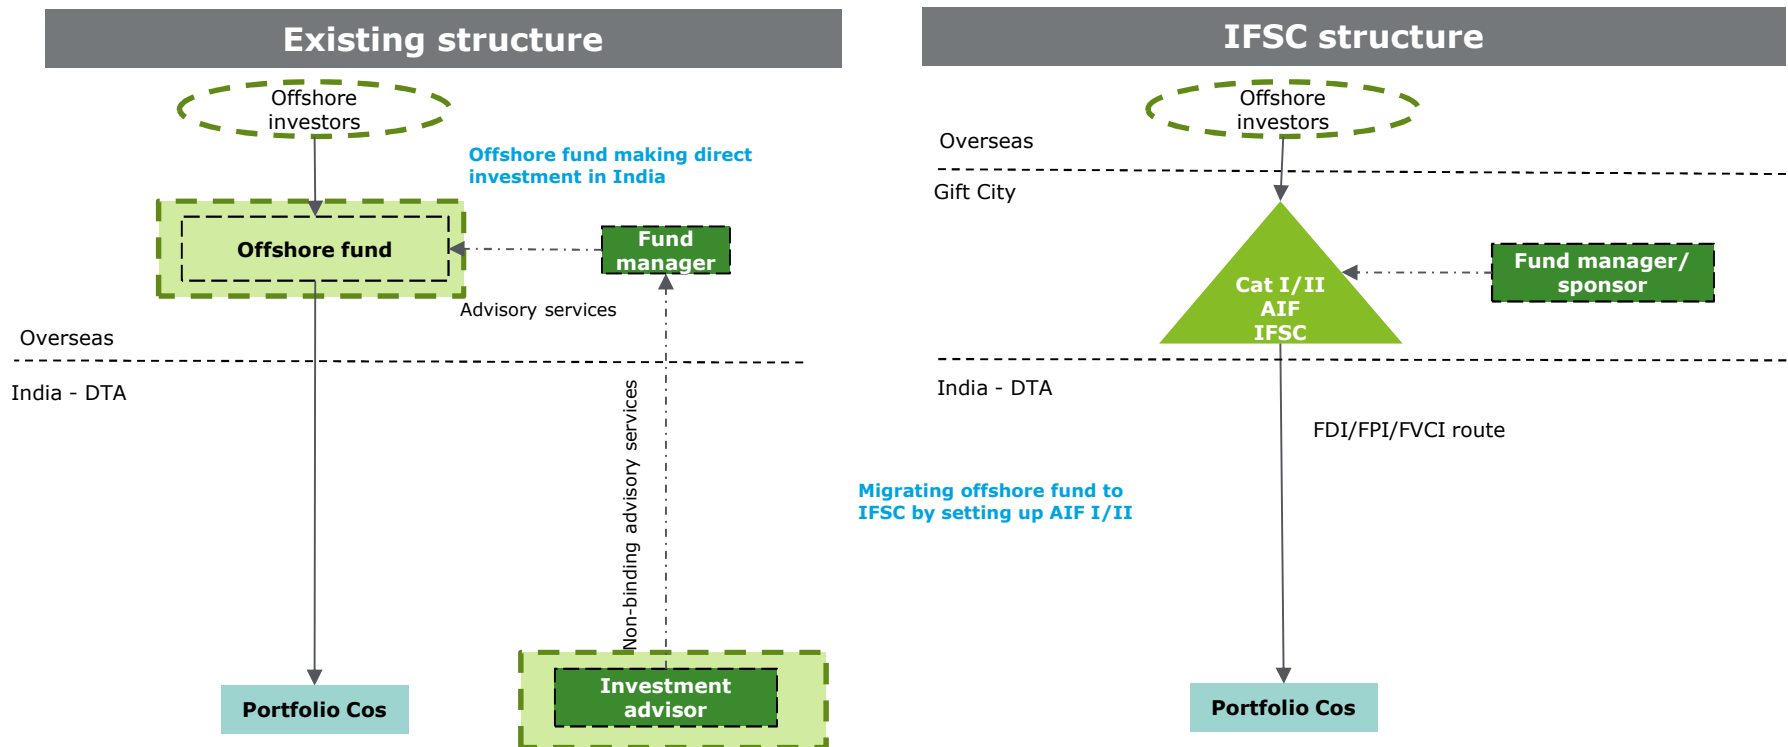 Existing structure
Offshore
investors
Offshore fund making direct
investment in India
Offshore fund
Fund
manager
Advisory services
Overseas
India - DTA
Non-binding advisory services
Portfolio Cos
Investment
advisor
IFSC structure
Offshore
investors
Overseas
Gift City
Cat I/II
AIF
IFSC
Fund manager/
sponsor
India - DTA
FDI/FPI/FVCI route
Migrating offshore fund to
IFSC by setting up AIF I/II
Portfolio Cos